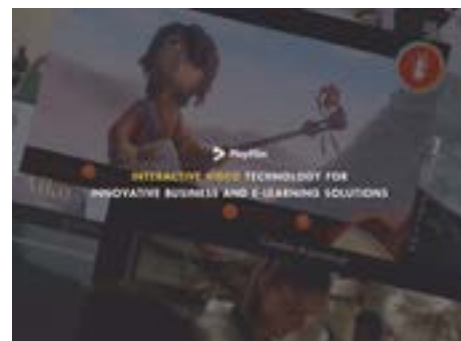 PlayFilm
INTERACTIVE VIDEO TECHNOLOGY FOR
INNOVATIVE BUSINESS AND E-LEARNING SOLUTIONS